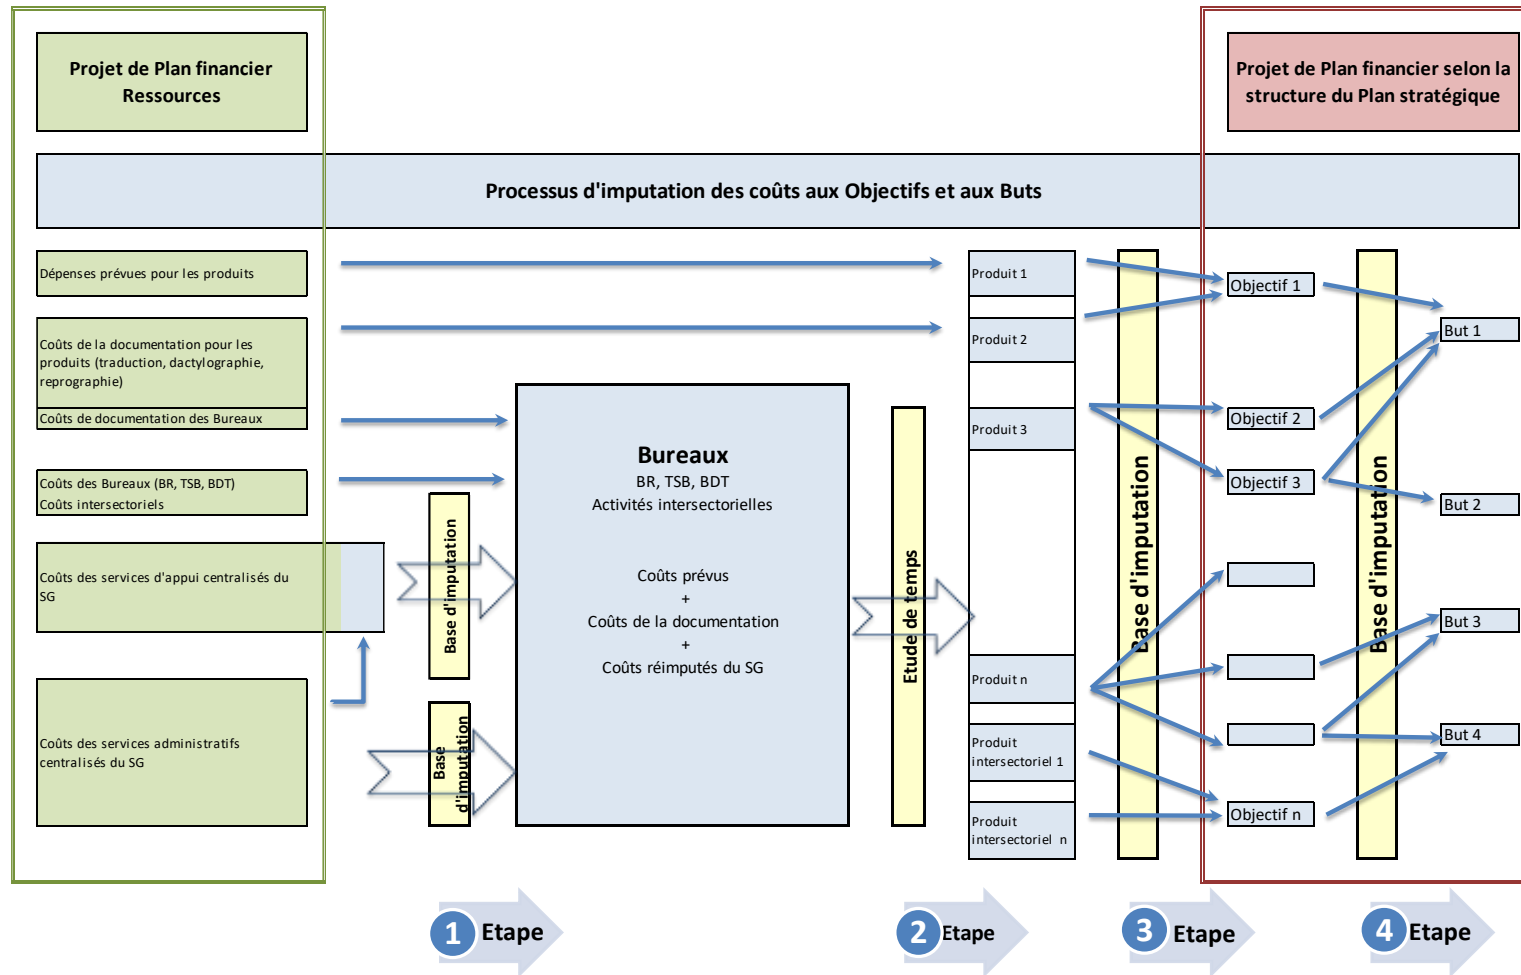 Projet de Plan financier
Ressources
Projet de Plan financier selon la
structure du Plan stratégique
Processus d'imputation des coûts aux Objectifs et aux Buts
Dépenses prévues pour les produits
Coûts de la documentation pour les
produits (traduction, dactylographie,
reprographie)
Coûts de documentation des Bureaux
Coûts des Bureaux (BR, TSB, BDT)
Coûts intersectoriels
Coûts des services d'appui centralisés du
SG
Coûts des services administratifs
centralisés du SG
Base d'imputation
Base
d'imputation
Bureaux
BR, TSB, BDT
Activités intersectorielles
Coûts prévus
+
Coûts de la documentation
+
Coûts réimputés du SG
Etude de temps
Produit 1
Produit 2
Produit 3
Produit n
Produit
intersectoriel 1
Produit
intersectoriel n
Base d'imputation
Objectif 1
Objectif 2
Objectif 3
Objectif n
Base d'imputation
But 1
But 2
But 3
But 4
1 Etape
2 Etape
3 Etape
4 Etape